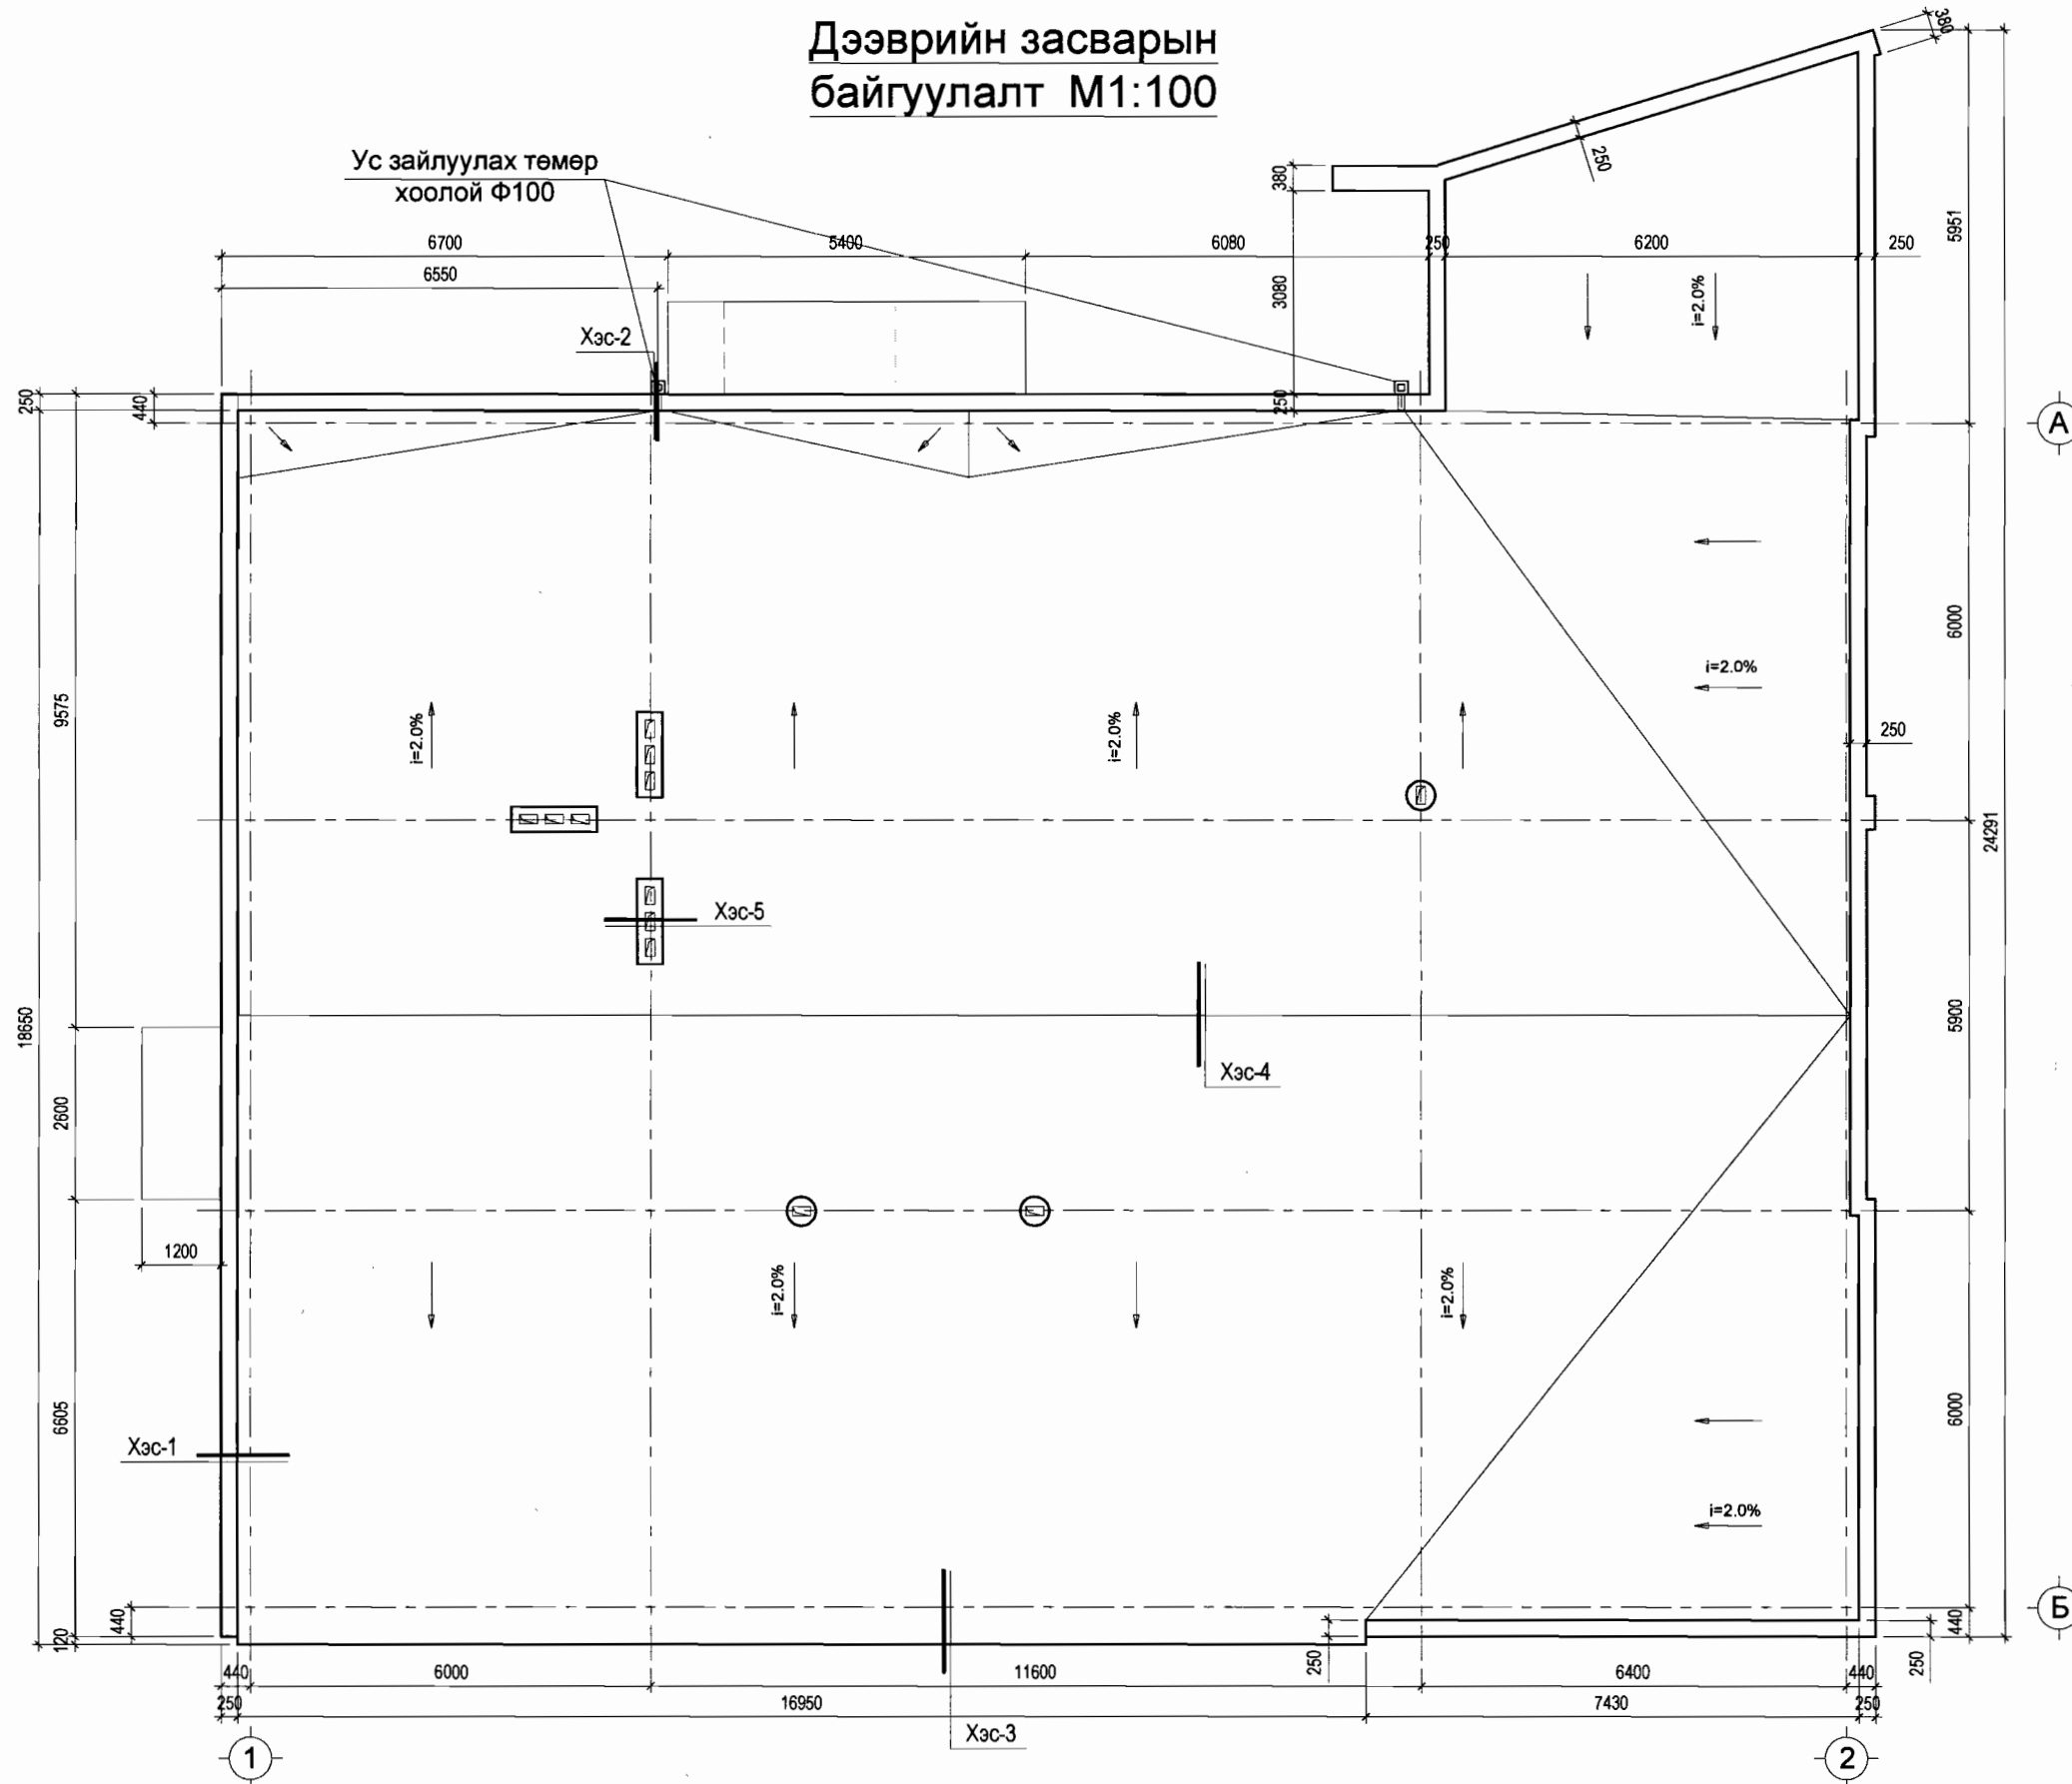 Дээврийн засварын
байгуулалт М1:100
380
Ус зайлуулах төмөр
хоолой Ф100
250
380
5951
6700
5400
6080
250
6200
250
6550
3080
i=2.0%
Хэс-2
250
440
250
А
9575
6000
i=2.0%
i=2.0%
i=2.0%
250
24291
Хэс-5
18650
5900
Хэс-4
2600
1200
i=2.0%
i=2.0%
6605
6000
Хэс-1
i=2.0%
440
120
Б
440
250
250
440
6000
11600
6400
440
250
16950
7430
250
Хэс-3
1
2